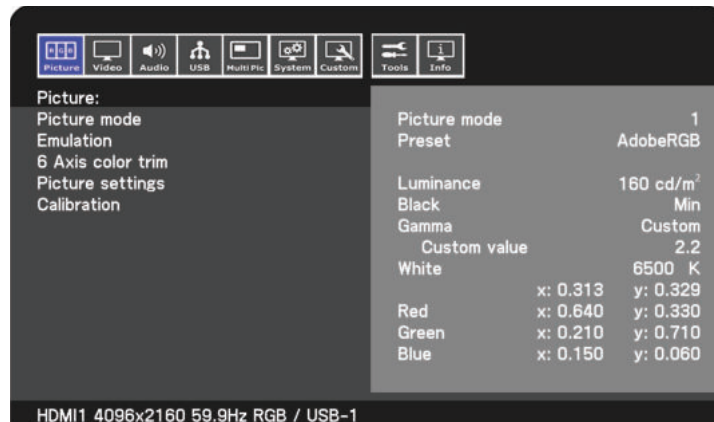 RGB
Picture Video Audio USB Multi Pic System Custom Tools Info
Picture:
Picture mode
Emulation
6 Axis color trim
Picture settings
Calibration
Picture mode 1
Preset AdobeRGB
Luminance 160 cd/m²
Black Min
Gamma Custom
Custom value 2.2
White 6500 K
x: 0.313 y: 0.329
Red x: 0.640 y: 0.330
Green x: 0.210 y: 0.710
Blue x: 0.150 y: 0.060
HDMI1 4096x2160 59.9Hz RGB / USB-1